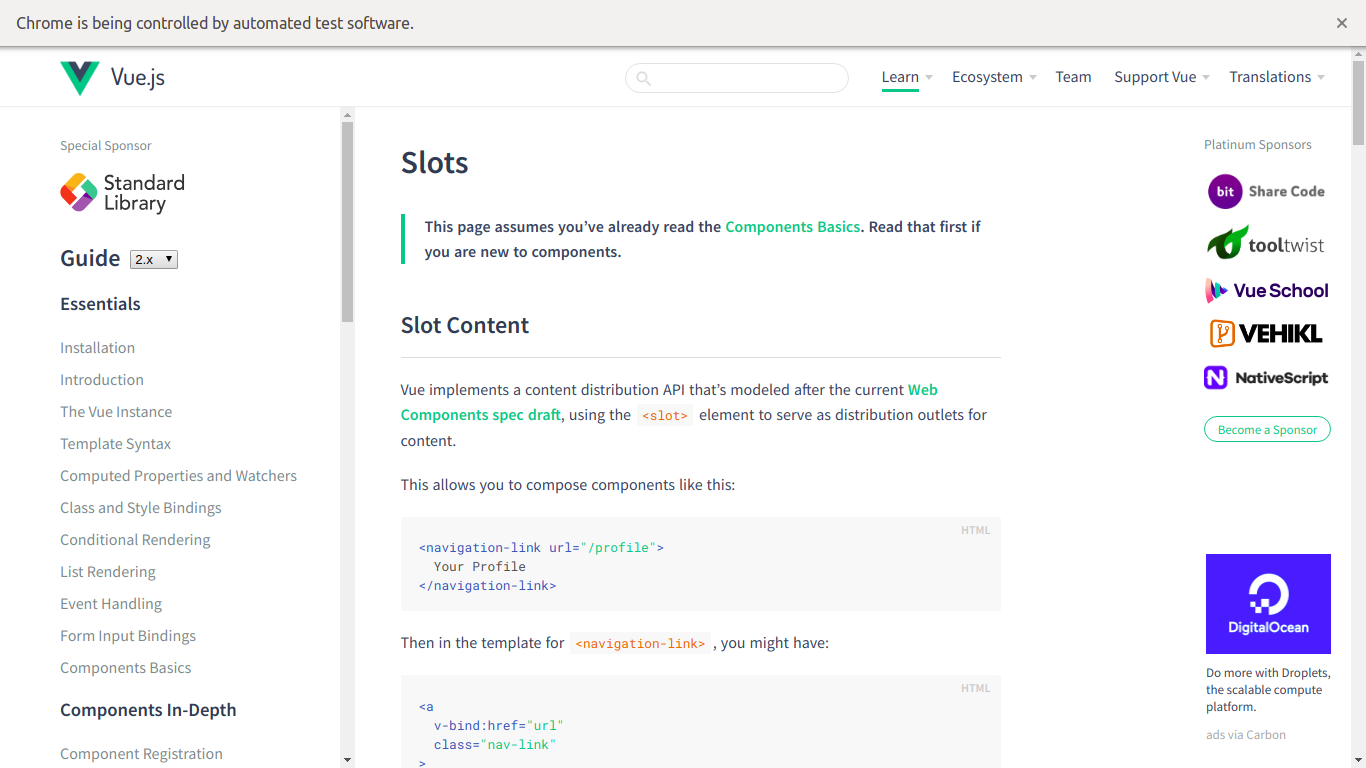 Chrome is being controlled by automated test software.
Vue.js
Learn
Ecosystem
Team
Support Vue
Translations
Special Sponsor
Standard
Library
Guide 2.x
Essentials
Installation
Introduction
The Vue Instance
Template Syntax
Computed Properties and Watchers
Class and Style Bindings
Conditional Rendering
List Rendering
Event Handling
Form Input Bindings
Components Basics
Components In-Depth
Component Registration
Slots
This page assumes you’ve already read the Components Basics. Read that first if
you are new to components.
Slot Content
Vue implements a content distribution API that’s modeled after the current Web
Components spec draft, using the <slot> element to serve as distribution outlets for
content.
This allows you to compose components like this:
HTML
<navigation-link url="/profile">
Your Profile
</navigation-link>
Then in the template for <navigation-link>, you might have:
HTML
<a
v-bind:href="url"
class="nav-link"
>
Platinum Sponsors
bit Share Code
tooltwist
Vue School
VEHIKL
NativeScript
Become a Sponsor
DigitalOcean
Do more with Droplets,
the scalable compute
platform.
ads via Carbon